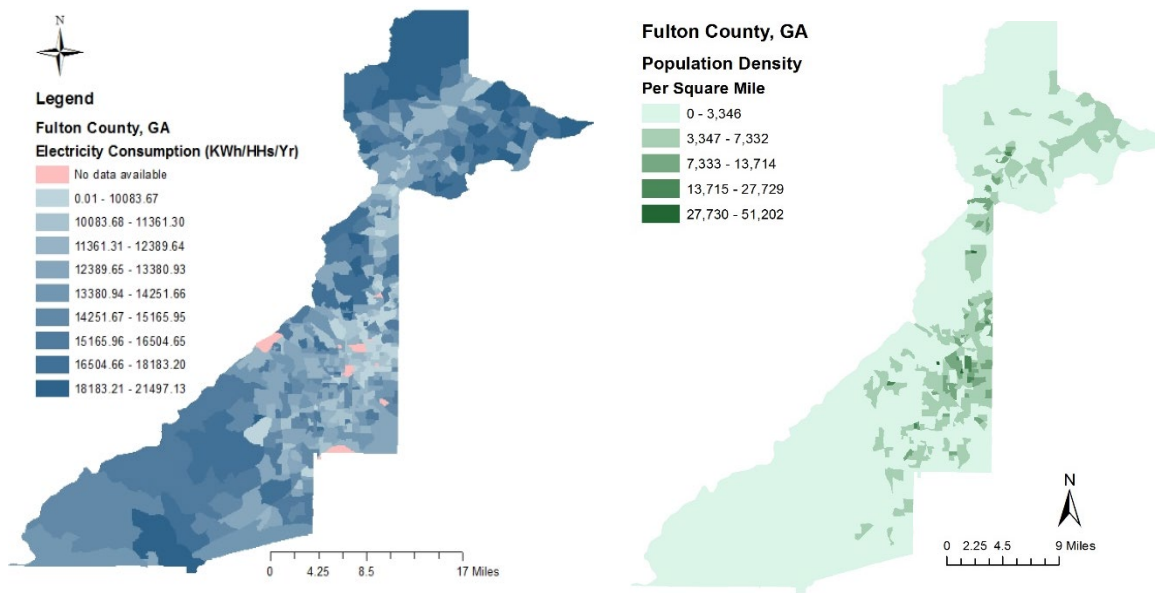 N
Legend
Fulton County, GA
Electricity Consumption (KWh/HHs/Yr)
No data available
0.01 - 10083.67
10083.68 - 11361.30
11361.31 - 12389.64
12389.65 - 13380.93
13380.94 - 14251.66
14251.67 - 15165.95
15165.96 - 16504.65
16504.66 - 18183.20
18183.21 - 21497.13
0 4.25 8.5 17 Miles
Fulton County, GA
Population Density
Per Square Mile
0 - 3,346
3,347 - 7,332
7,333 - 13,714
13,715 - 27,729
27,730 - 51,202
N
0 2.25 4.5 9 Miles